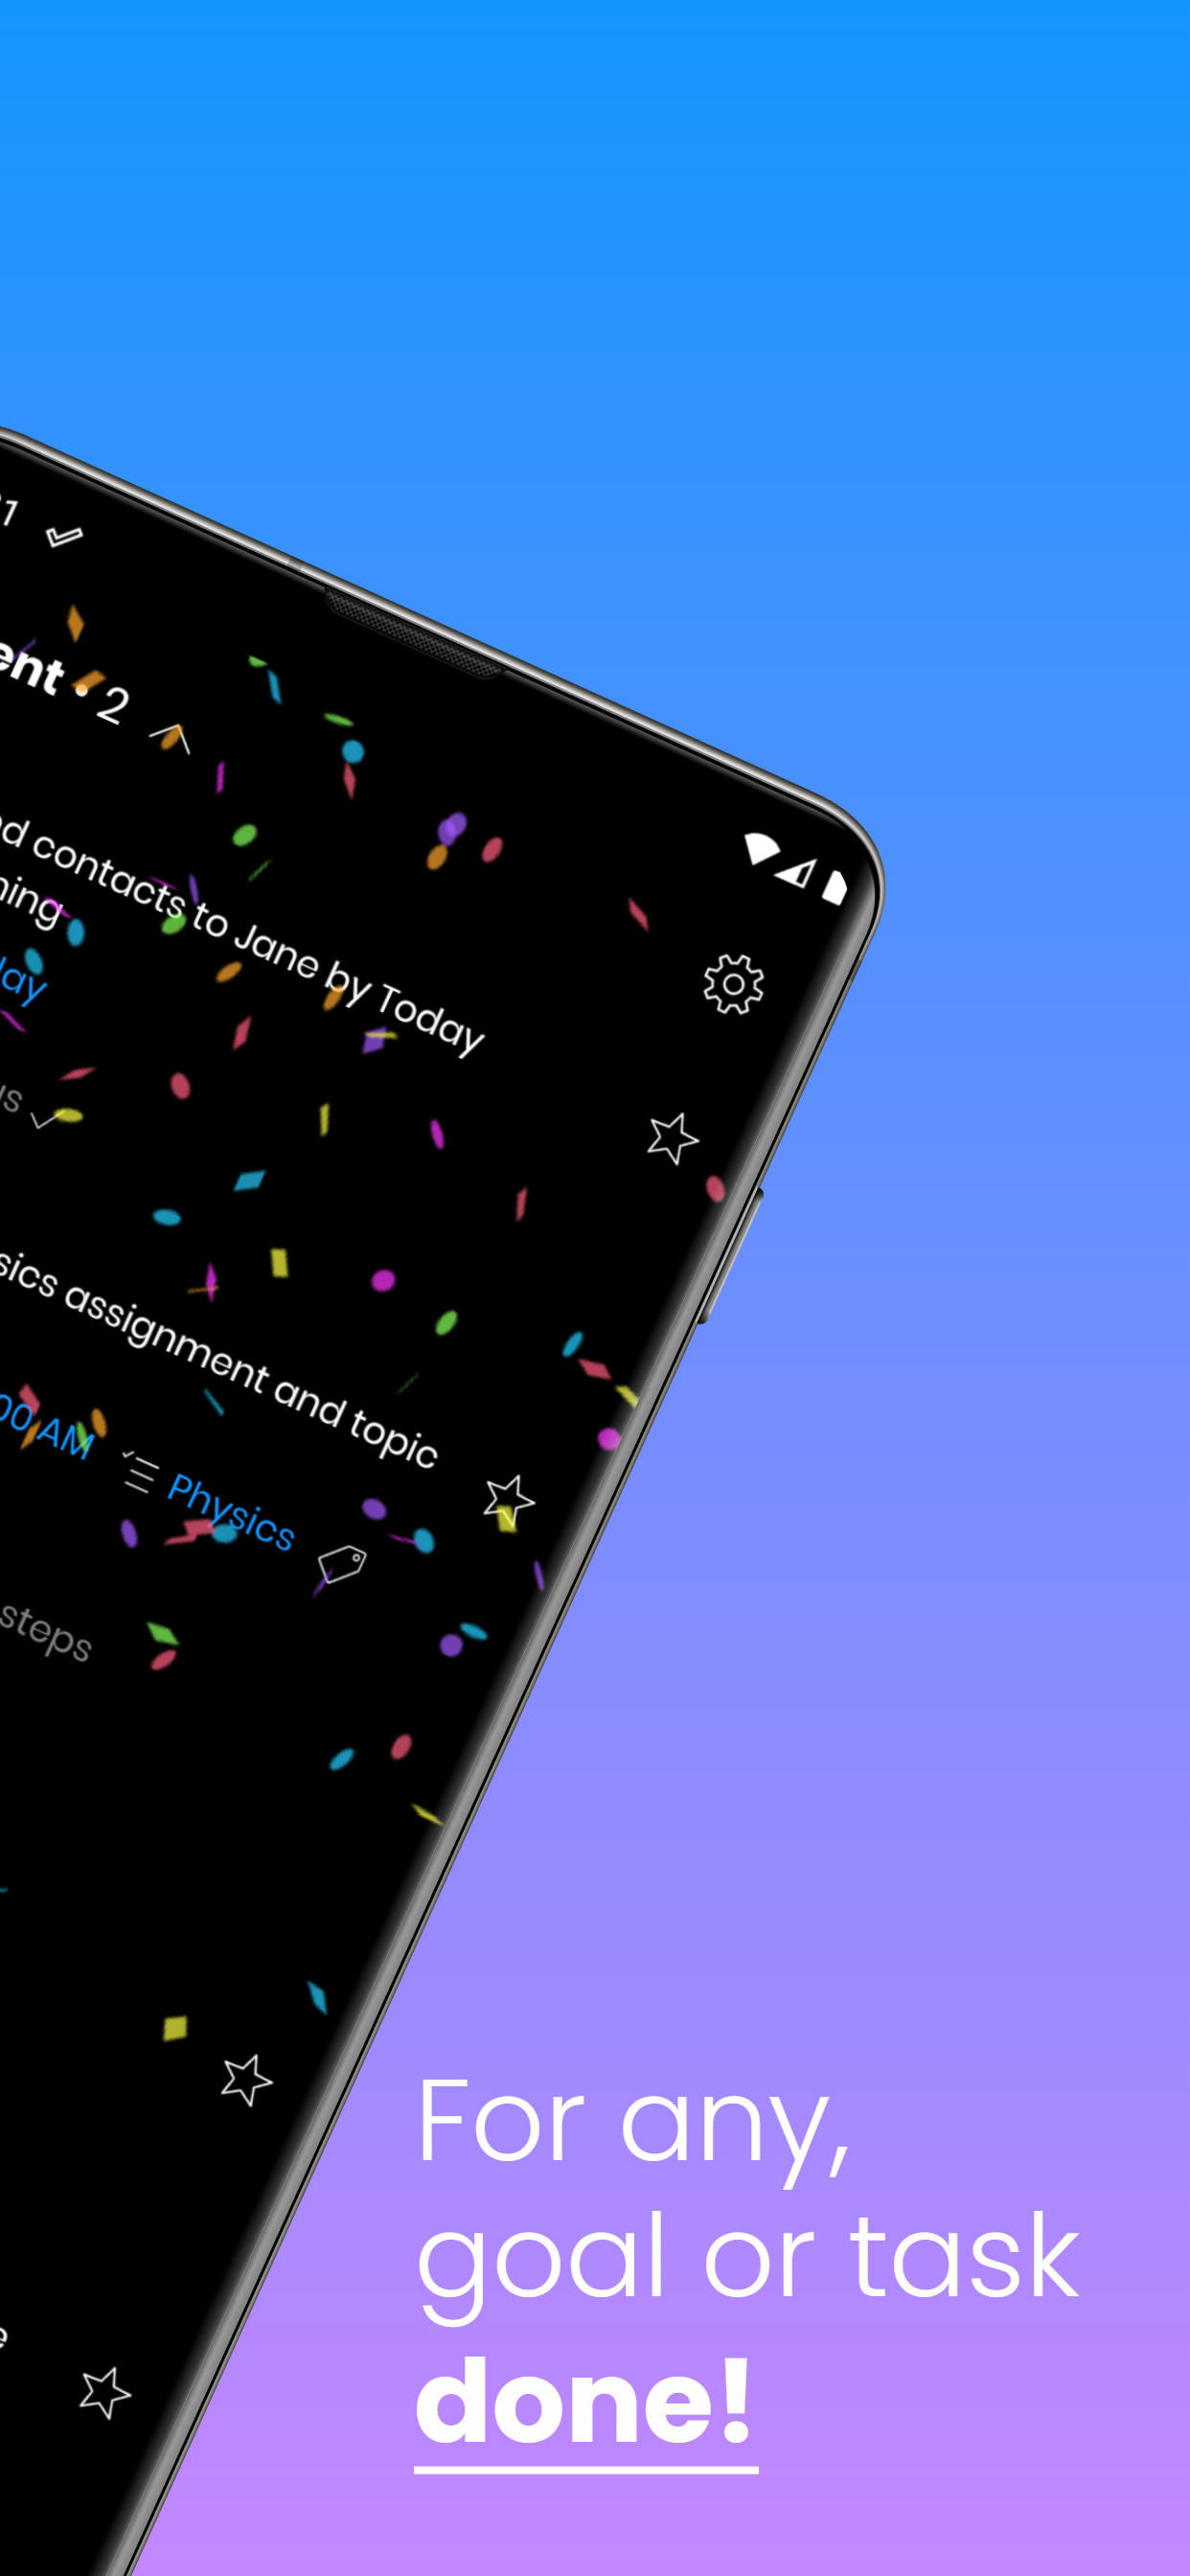 1
ent • 2
d contacts to Jane by Today
ning
lay
us
sics assignment and topic
00 AM Physics
steps
e
For any,
goal or task
done!